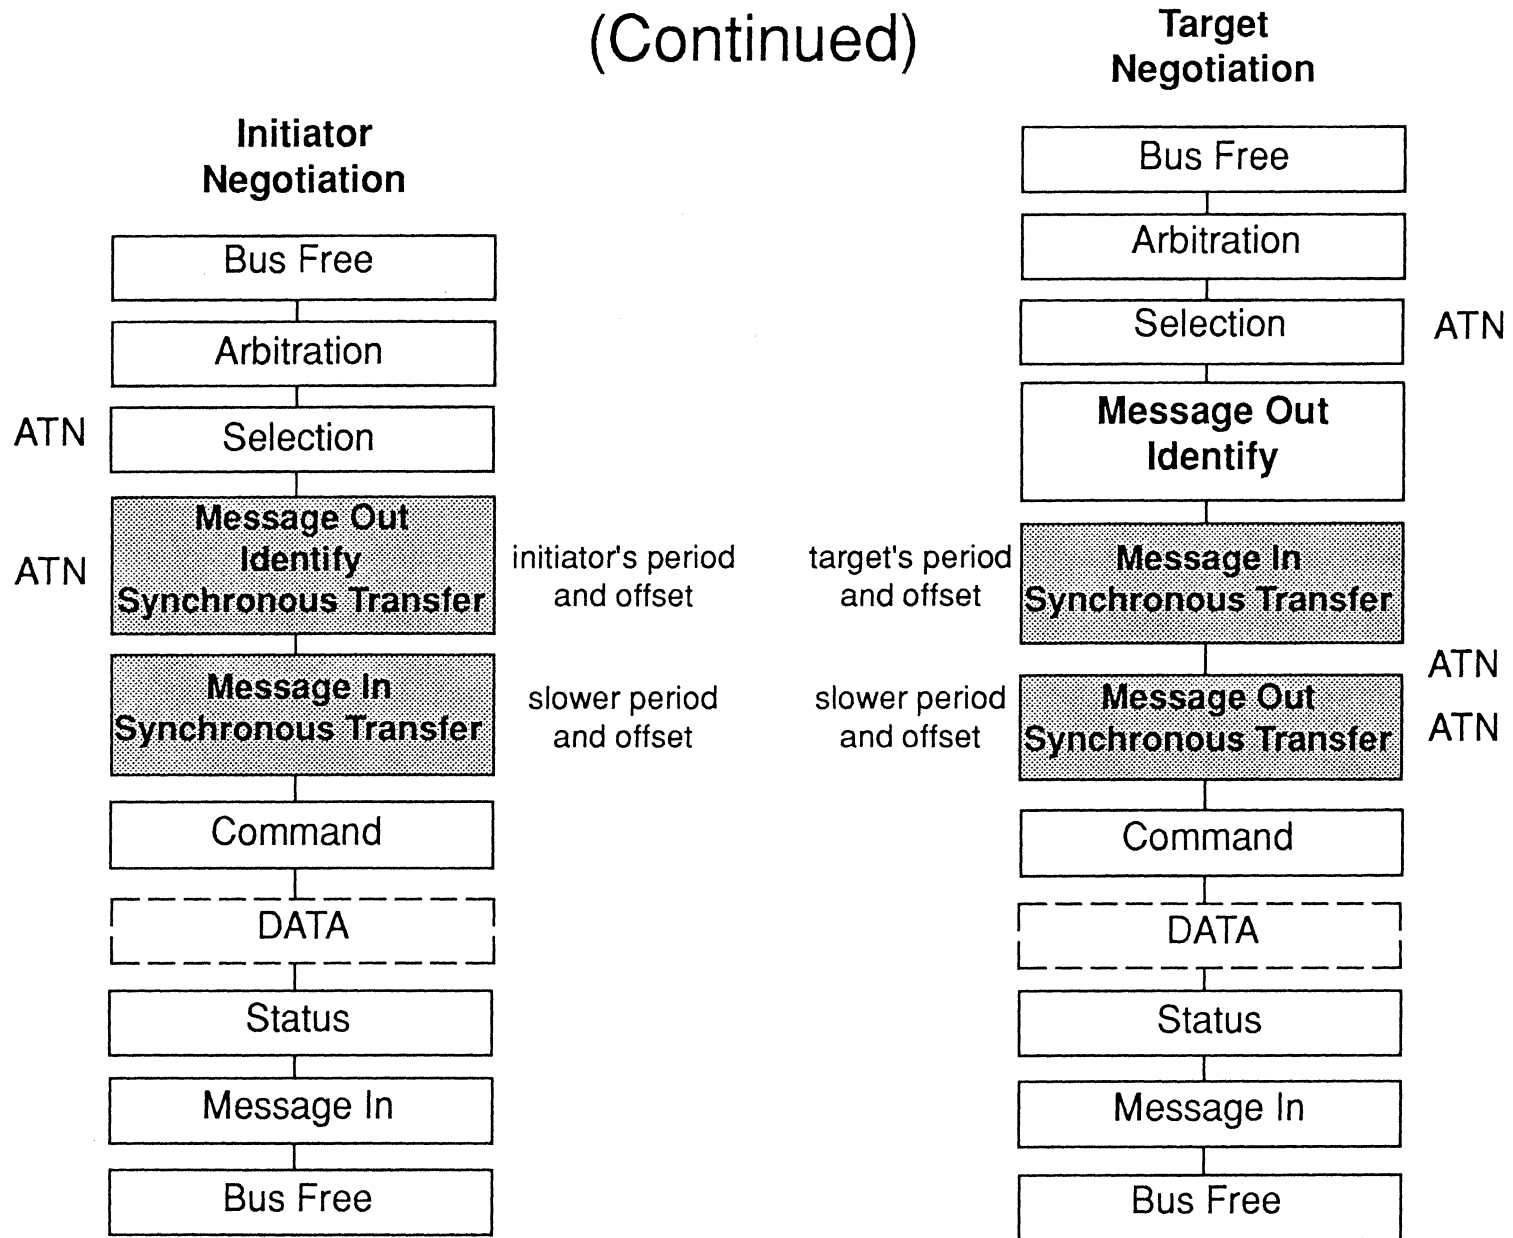 (Continued)
Initiator
Negotiation
Bus Free
Arbitration
ATN
Selection
ATN
Message Out
Identify
Synchronous Transfer
initiator's period
and offset
Message In
Synchronous Transfer
slower period
and offset
Command
DATA
Status
Message In
Bus Free
Target
Negotiation
Bus Free
Arbitration
Selection
ATN
Message Out
Identify
target's period
and offset
Message In
Synchronous Transfer
ATN
slower period
and offset
Message Out
Synchronous Transfer
ATN
Command
DATA
Status
Message In
Bus Free